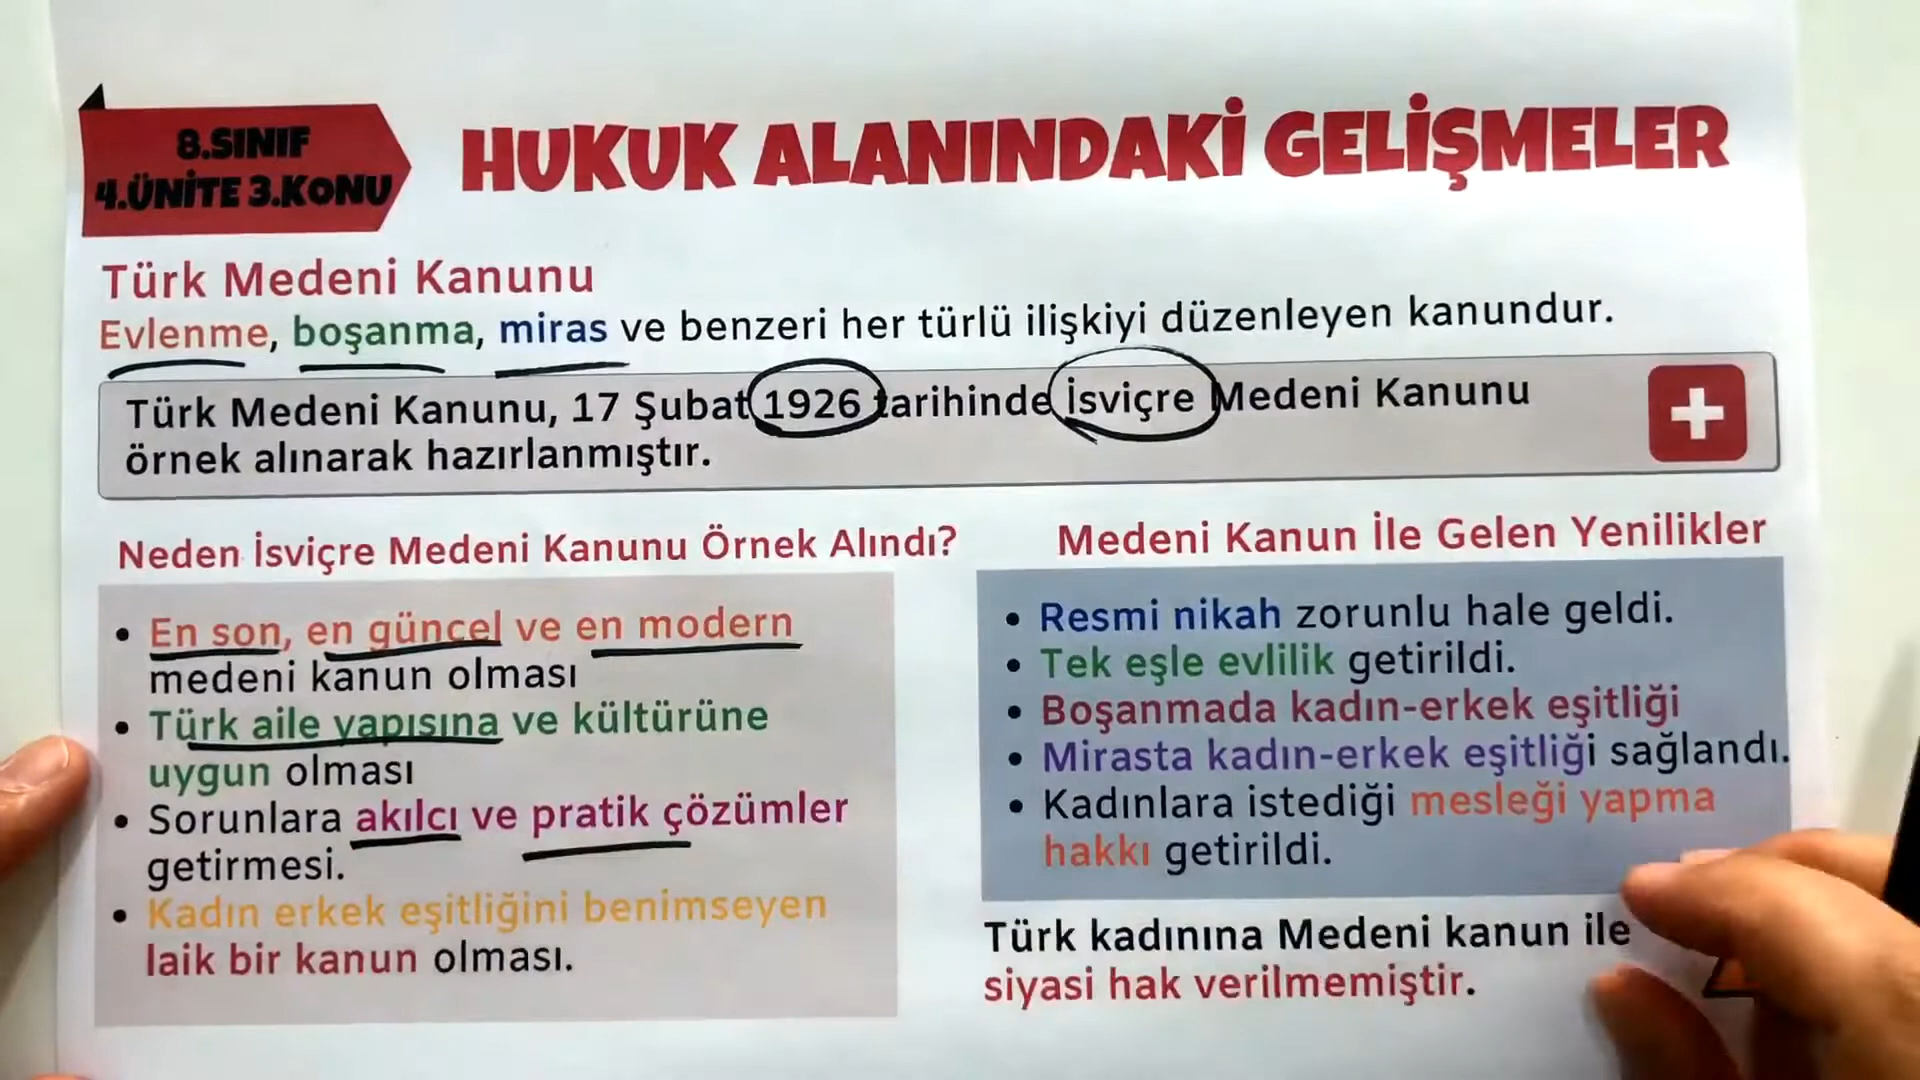 8.SINIF
4.ÜNİTE 3.KONU
HUKUK ALANINDAKİ GELİŞMELER
Türk Medeni Kanunu
Evlenme, boşanma, miras ve benzeri her türlü ilişkiyi düzenleyen kanundur.
Türk Medeni Kanunu, 17 Şubat 1926 tarihinde İsviçre Medeni Kanunu
örnek alınarak hazırlanmıştır.
Neden İsviçre Medeni Kanunu Örnek Alındı?
• En son, en güncel ve en modern
medeni kanun olması
• Türk aile yapısına ve kültürüne
uygun olması
• Sorunlara akılcı ve pratik çözümler
getirmesi.
• Kadın erkek eşitliğini benimseyen
laik bir kanun olması.
Medeni Kanun İle Gelen Yenilikler
• Resmi nikah zorunlu hale geldi.
• Tek eşle evlilik getirildi.
• Boşanmada kadın-erkek eşitliği
• Mirasta kadın-erkek eşitliği sağlandı.
• Kadınlara istediği mesleği yapma
hakkı getirildi.
Türk kadınına Medeni kanun ile
siyasi hak verilmemiştir.